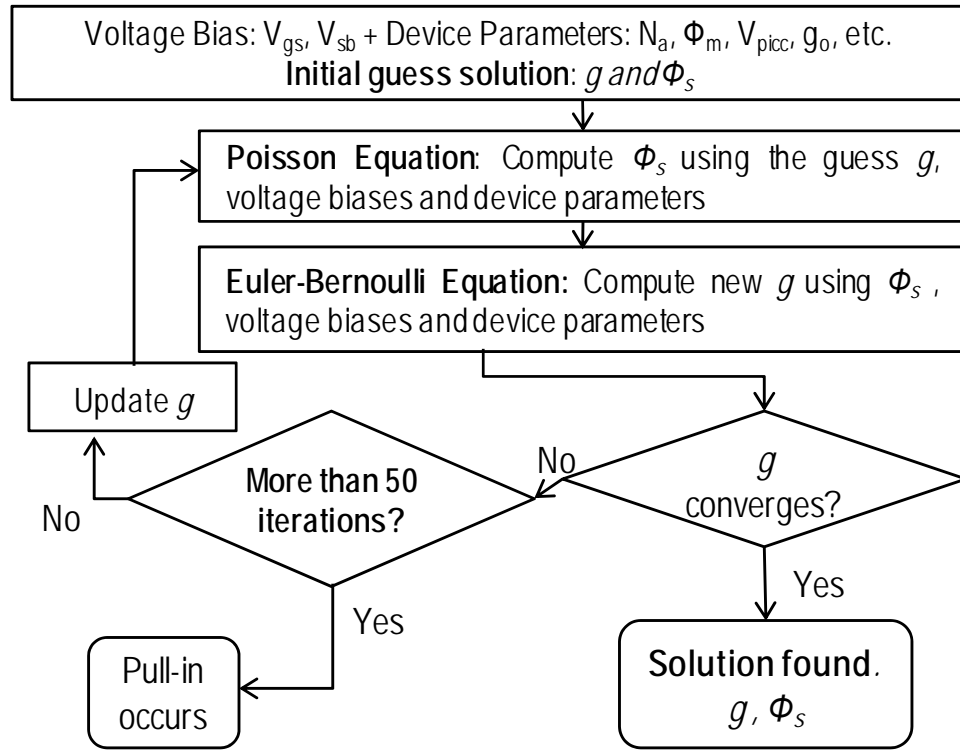 Voltage Bias: Vgs, Vsb + Device Parameters: Na, Φm, Vpicc, go, etc.
Initial guess solution: g and Φs
Poisson Equation: Compute Φs using the guess g,
voltage biases and device parameters
Euler-Bernoulli Equation: Compute new g using Φs ,
voltage biases and device parameters
Update g
g
converges?
No
More than 50
iterations?
No
Yes
Yes
Pull-in
occurs
Solution found.
g, Φs